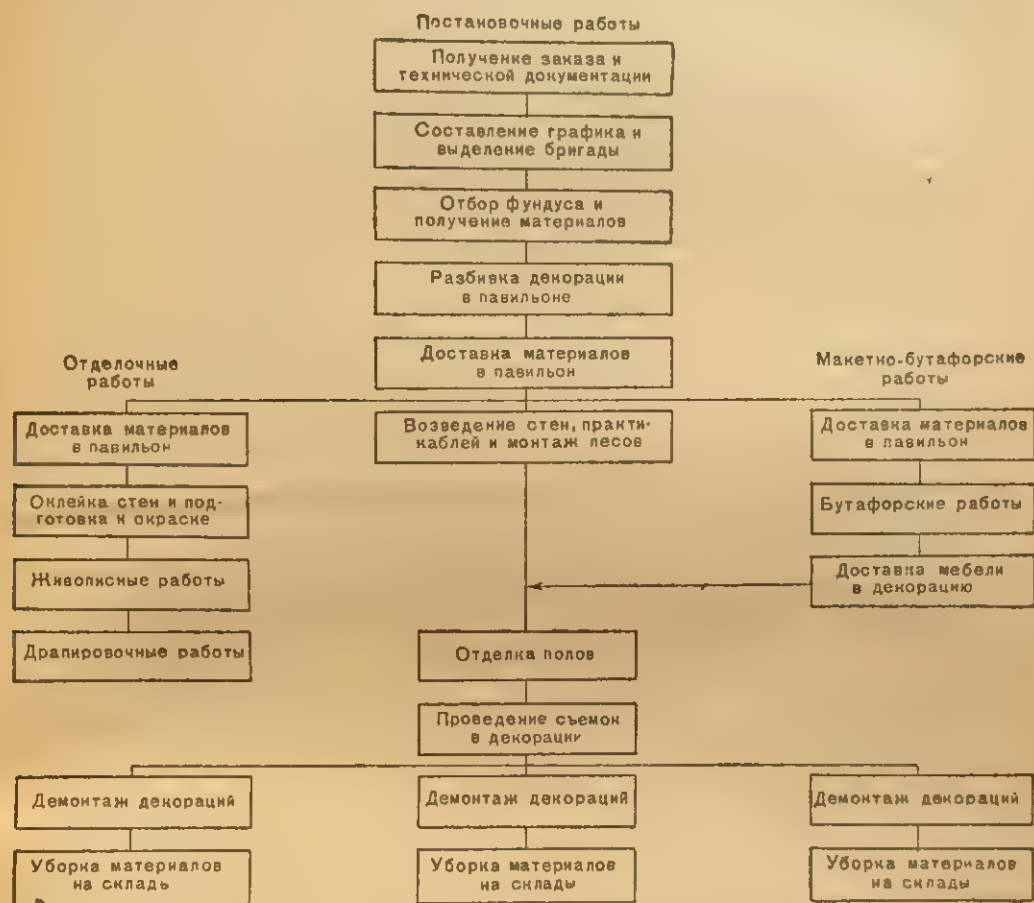 Постановочные работы
Получение заказа и
технической документации
Составление графика и
выделение бригады
Отбор фундуса и
получение материалов
Разбивка декорации
в павильоне
Доставка материалов
в павильон
Отделочные
работы
Доставка материалов
в павильон
Оклейка стен и под-
готовка к окраске
Живописные работы
Драпировочные работы
Возведение стен, практи-
каблей и монтаж лесов
Макетно-бутафорские
работы
Доставка материалов
в павильон
Бутафорские работы
Доставка мебели
в декорацию
Отделка полов
Проведение съемок
в декорации
Демонтаж декораций
Уборка материалов
на склады
Демонтаж декораций
Уборка материалов
на склады
Демонтаж декораций
Уборка материалов
на склады